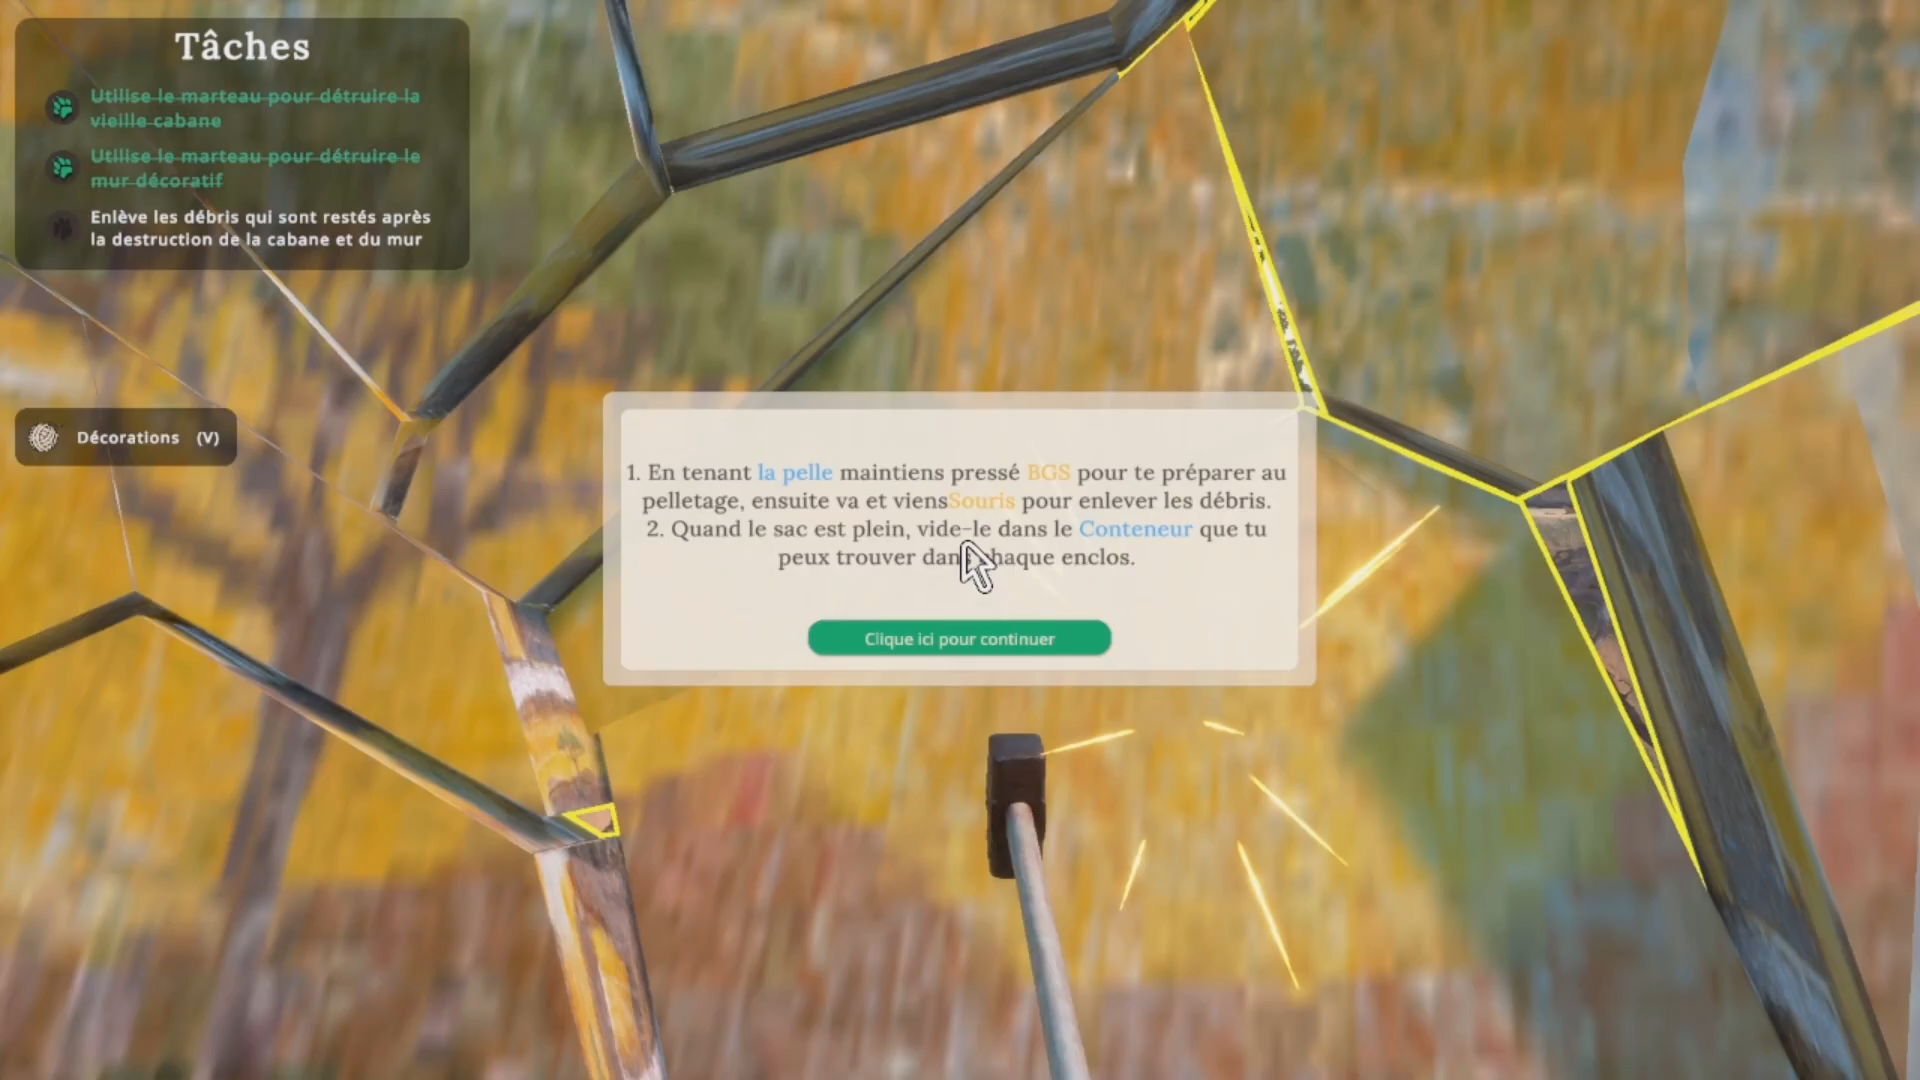 Tâches
Utilise le marteau pour détruire la
vieille cabane
Utilise le marteau pour détruire le
mur décoratif
Enlève les débris qui sont restés après
la destruction de la cabane et du mur
Décorations (V)
1. En tenant la pelle maintiens pressé BGS pour te préparer au
pelletage, ensuite va et viensSouris pour enlever les débris.
2. Quand le sac est plein, vide-le dans le Conteneur que tu
peux trouver dans chaque enclos.
Clique ici pour continuer